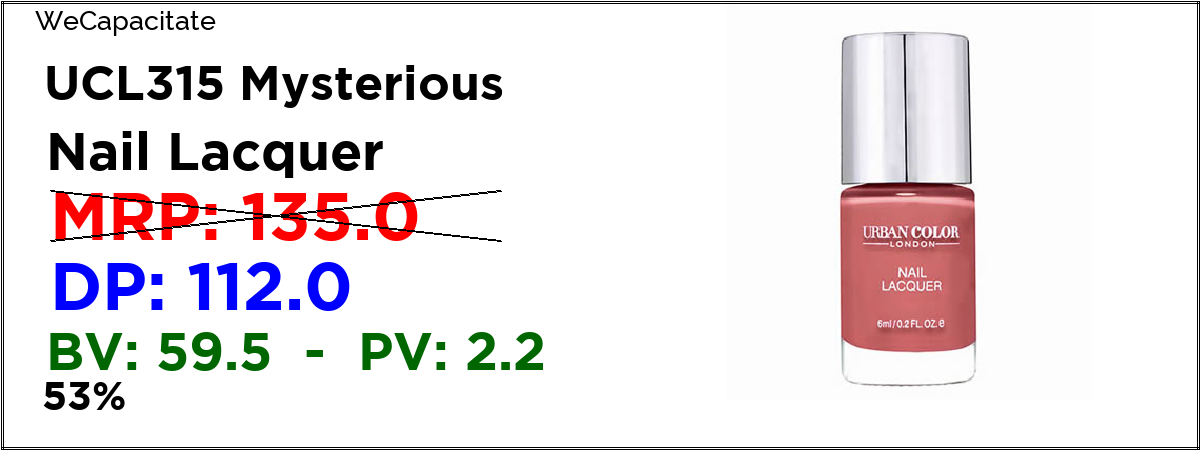 WeCapacitate
UCL315 Mysterious
Nail Lacquer
MRP: 135.0
DP: 112.0
BV: 59.5 - PV: 2.2
53%
URBAN COLOR
LONDON
NAIL
LACQUER
6ml/0.2 FL. OZ. e